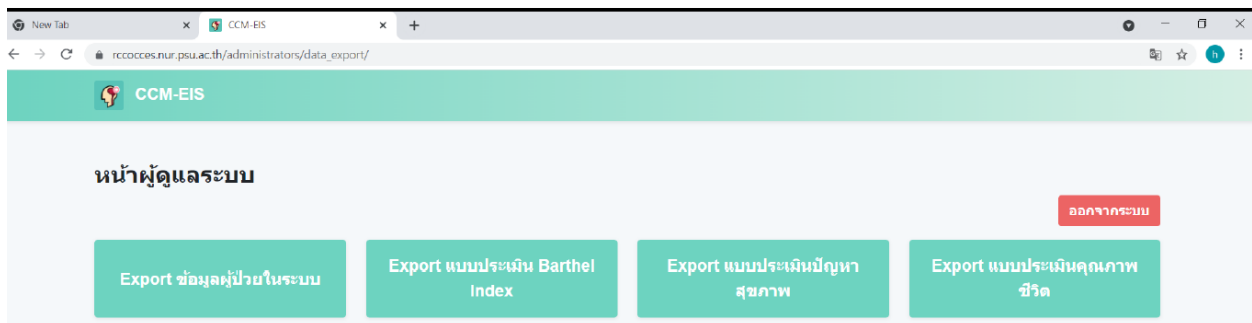 New Tab
CCM-EIS
rccocces.nur.psu.ac.th/administrators/data_export/
h
CCM-EIS
หน้าผู้ดูแลระบบ
ออกจากระบบ
Export ข้อมูลผู้ป่วยในระบบ
Export แบบประเมิน Barthel
Index
Export แบบประเมินปัญหา
สุขภาพ
Export แบบประเมินคุณภาพ
ชีวิต